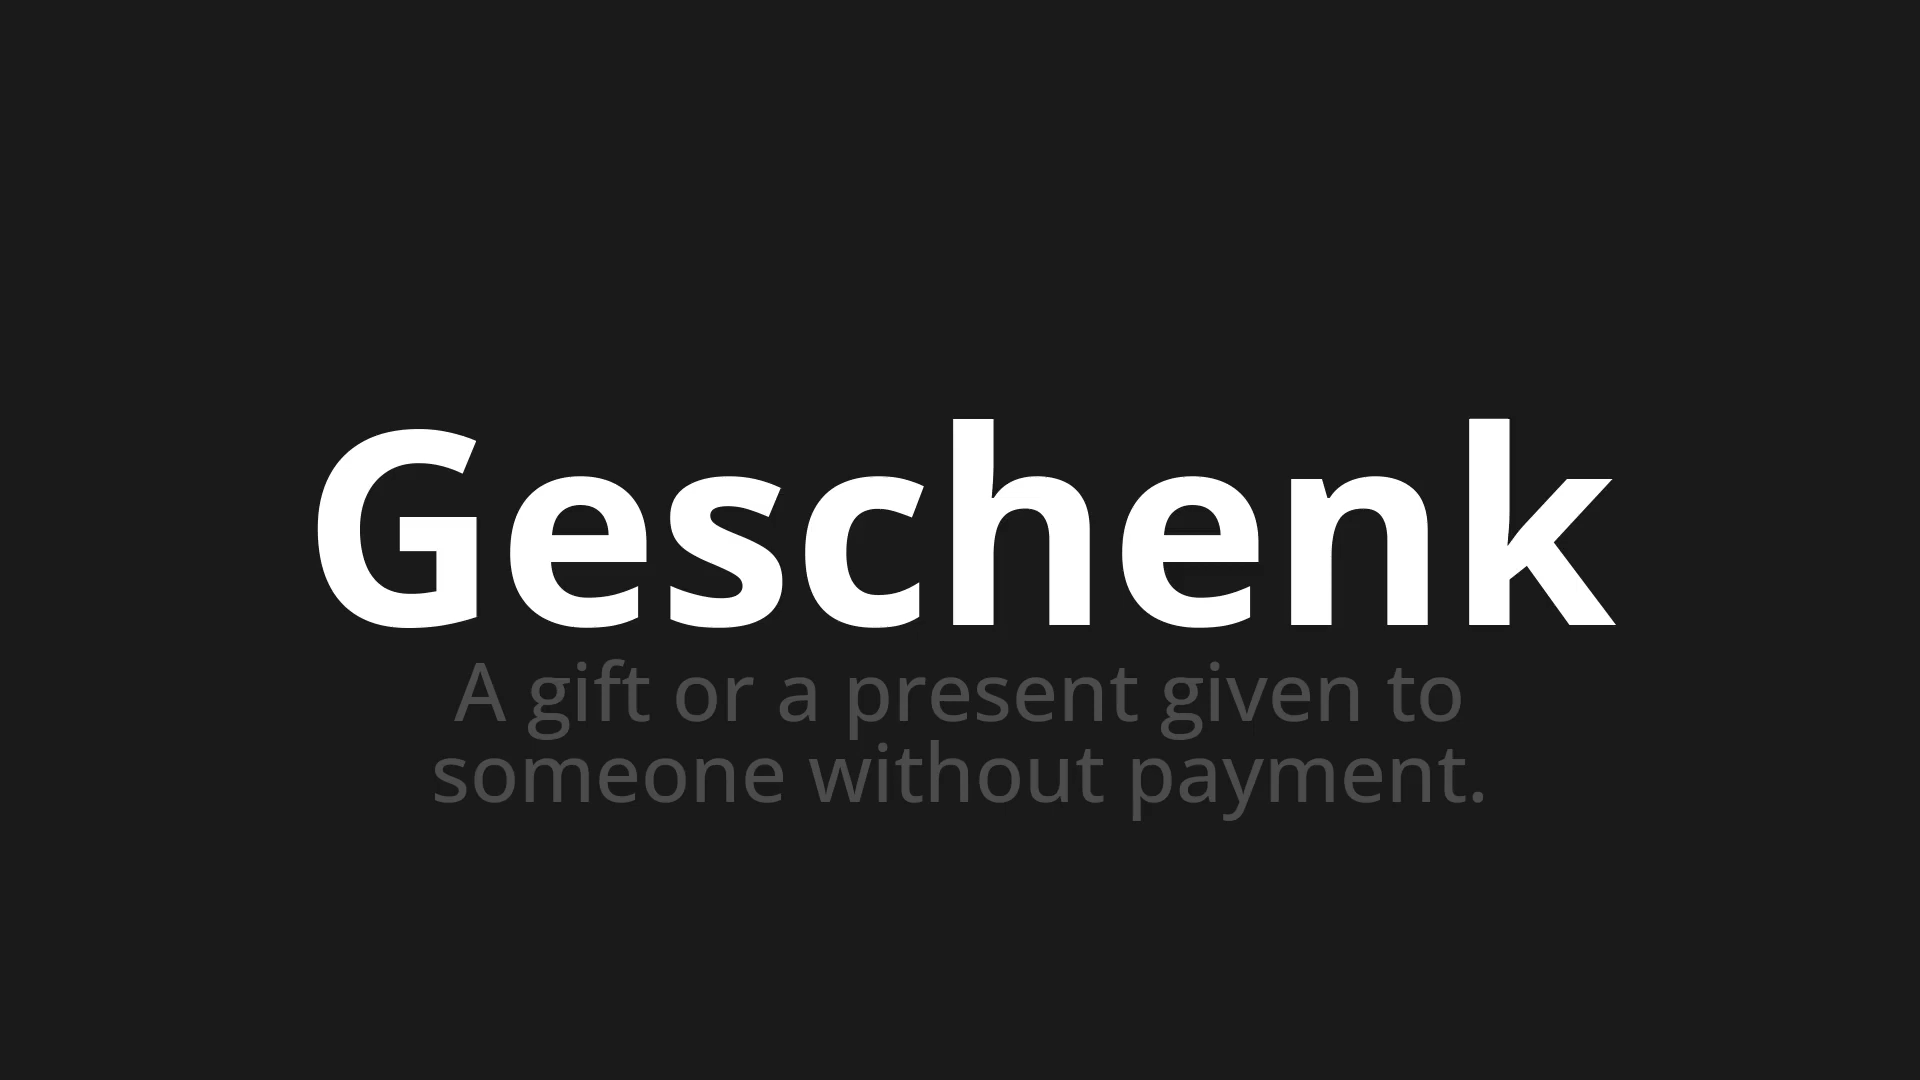 Geschenk
A gift or a present given to
someone without payment.